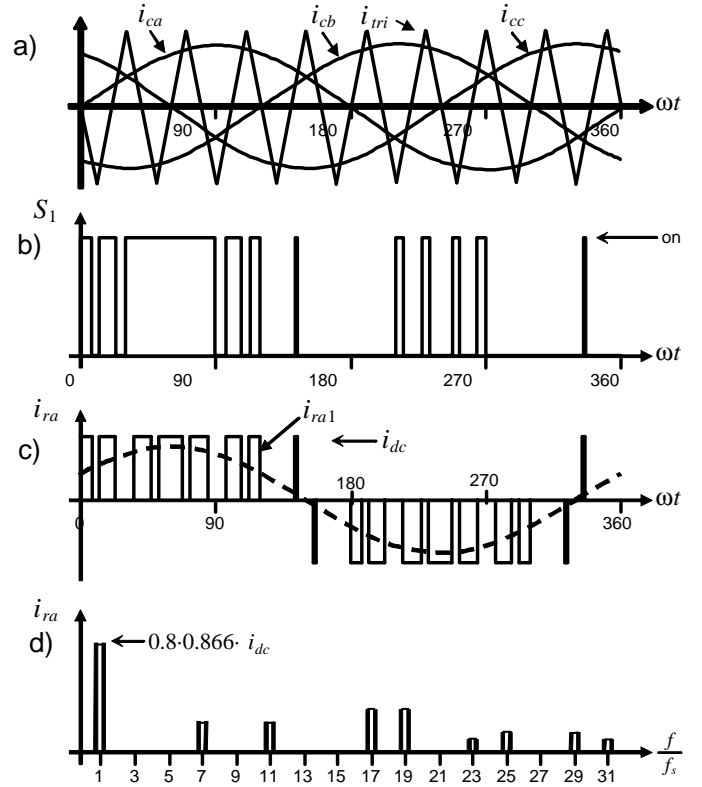 a)
i_ca i_cb i_tri i_cc
90 180 270 360 ωt
S_1
b)
on
0 90 180 270 360 ωt
i_ra
c)
i_ra1
i_dc
0 90 180 270 360 ωt
i_ra
d)
0.8·0.866· i_dc
1 3 5 7 9 11 13 15 17 19 21 23 25 27 29 31
f/f_s